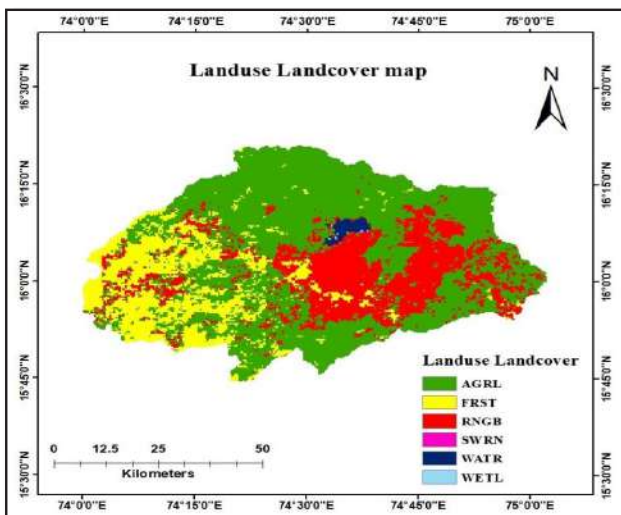 74°0'0"E 74°15'0"E 74°30'0"E 74°45'0"E 75°0'0"E
Landuse Landcover map
N
16°30'0"N 16°30'0"N
16°15'0"N 16°15'0"N
16°0'0"N 16°0'0"N
15°45'0"N 15°45'0"N
15°30'0"N 15°30'0"N
Landuse Landcover
AGRL
FRST
RNGB
SWRN
WATR
WETL
0 12.5 25 50
Kilometers
74°0'0"E 74°15'0"E 74°30'0"E 74°45'0"E 75°0'0"E